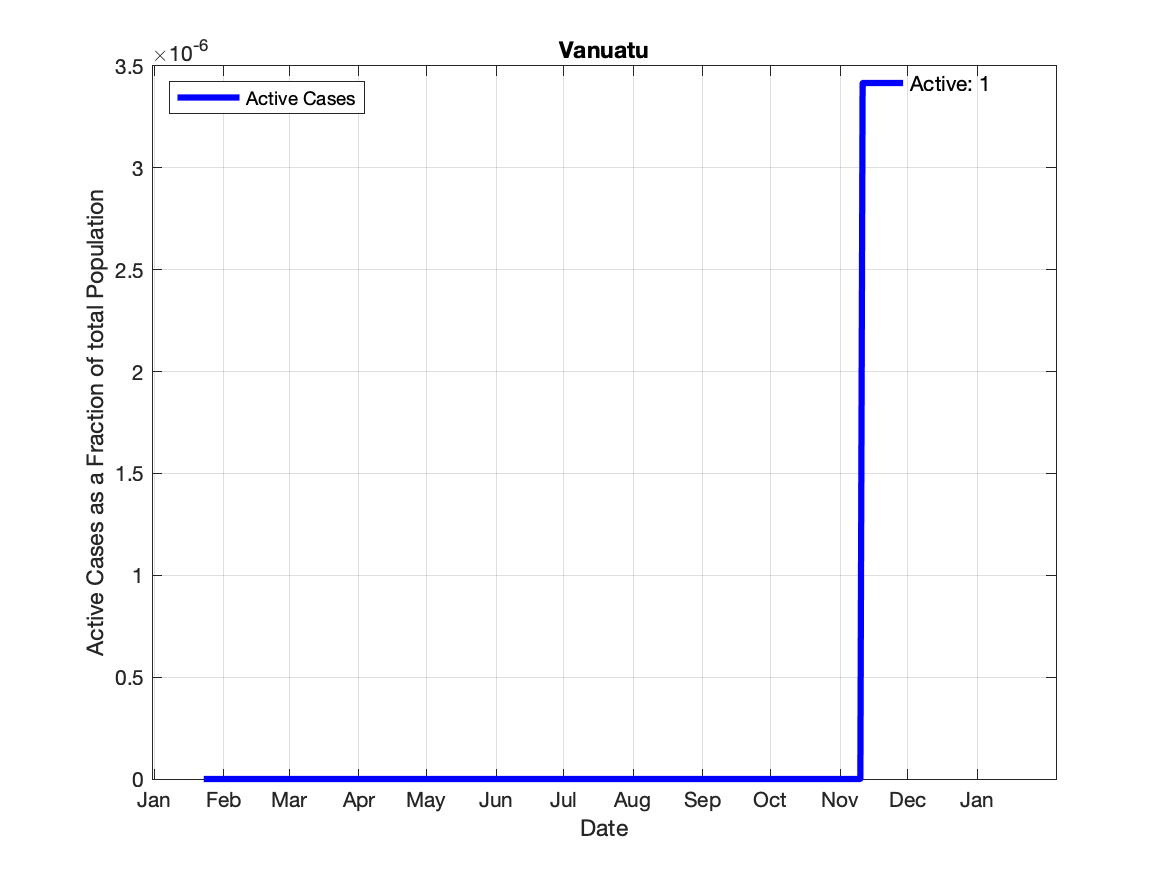 Vanuatu
×10-6
3.5
3
2.5
2
1.5
1
0.5
0
Active Cases as a Fraction of total Population
Active Cases
Active: 1
Jan Feb Mar Apr May Jun Jul Aug Sep Oct Nov Dec Jan
Date